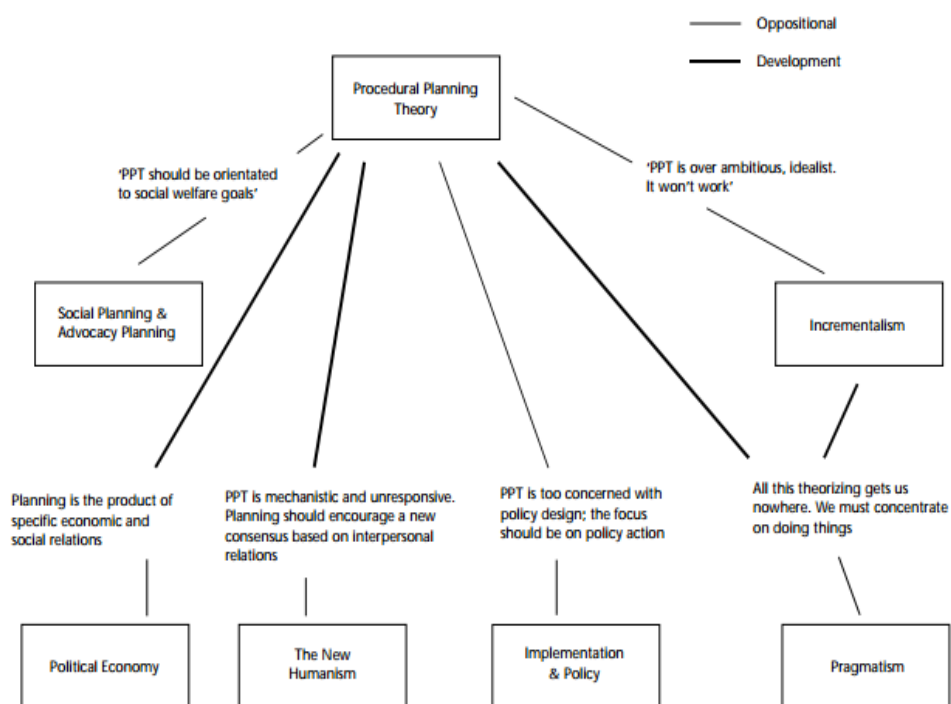 Oppositional
Development
Procedural Planning
Theory
'PPT should be orientated
to social welfare goals'
'PPT is over ambitious, idealist.
It won't work'
Social Planning &
Advocacy Planning
Incrementalism
Planning is the product of
specific economic and
social relations
PPT is mechanistic and unresponsive.
Planning should encourage a new
consensus based on interpersonal
relations
PPT is too concerned with
policy design; the focus
should be on policy action
All this theorizing gets us
nowhere. We must concentrate
on doing things
Political Economy
The New
Humanism
Implementation
& Policy
Pragmatism